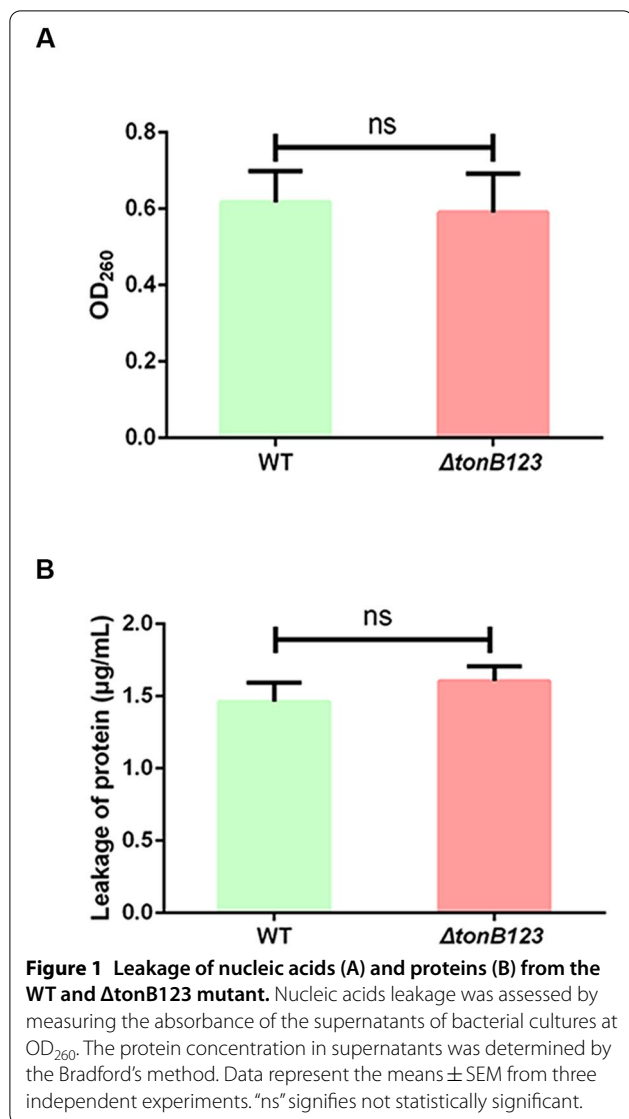 A
ns
0.8
0.6
0.4
0.2
0.0
OD260
WT
ΔtonB123
B
ns
2.0
1.5
1.0
0.5
0.0
Leakage of protein (µg/mL)
WT
ΔtonB123
Figure 1 Leakage of nucleic acids (A) and proteins (B) from the
WT and ΔtonB123 mutant. Nucleic acids leakage was assessed by
measuring the absorbance of the supernatants of bacterial cultures at
OD260. The protein concentration in supernatants was determined by
the Bradford's method. Data represent the means ± SEM from three
independent experiments. "ns" signifies not statistically significant.